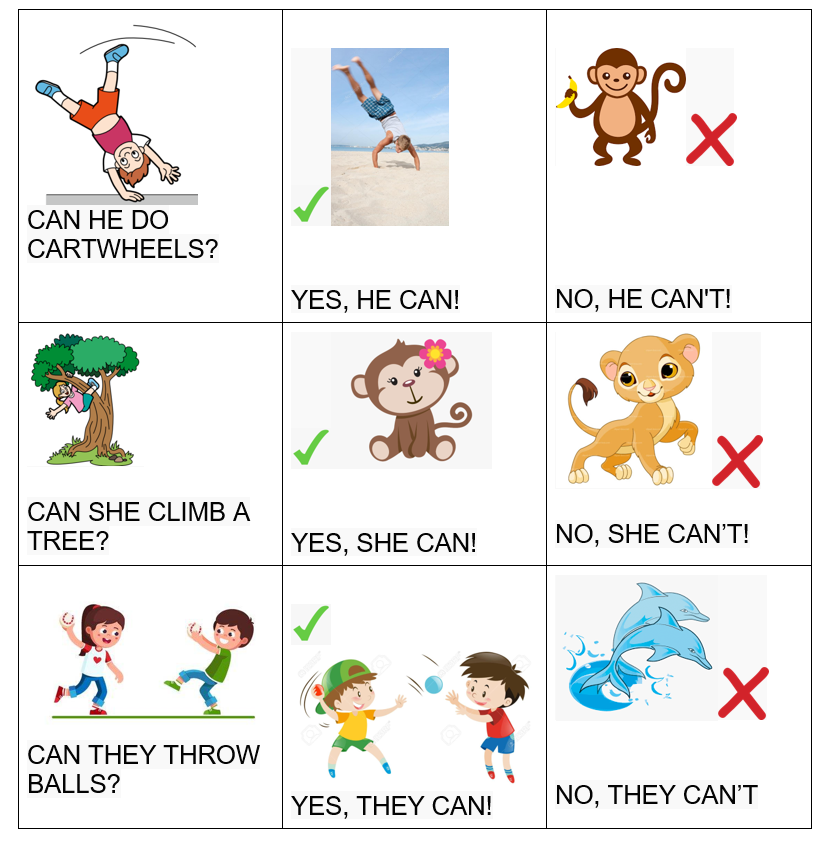 CAN HE DO
CARTWHEELS?
YES, HE CAN!
NO, HE CAN'T!
CAN SHE CLIMB A
TREE?
YES, SHE CAN!
NO, SHE CAN’T!
CAN THEY THROW
BALLS?
YES, THEY CAN!
NO, THEY CAN’T